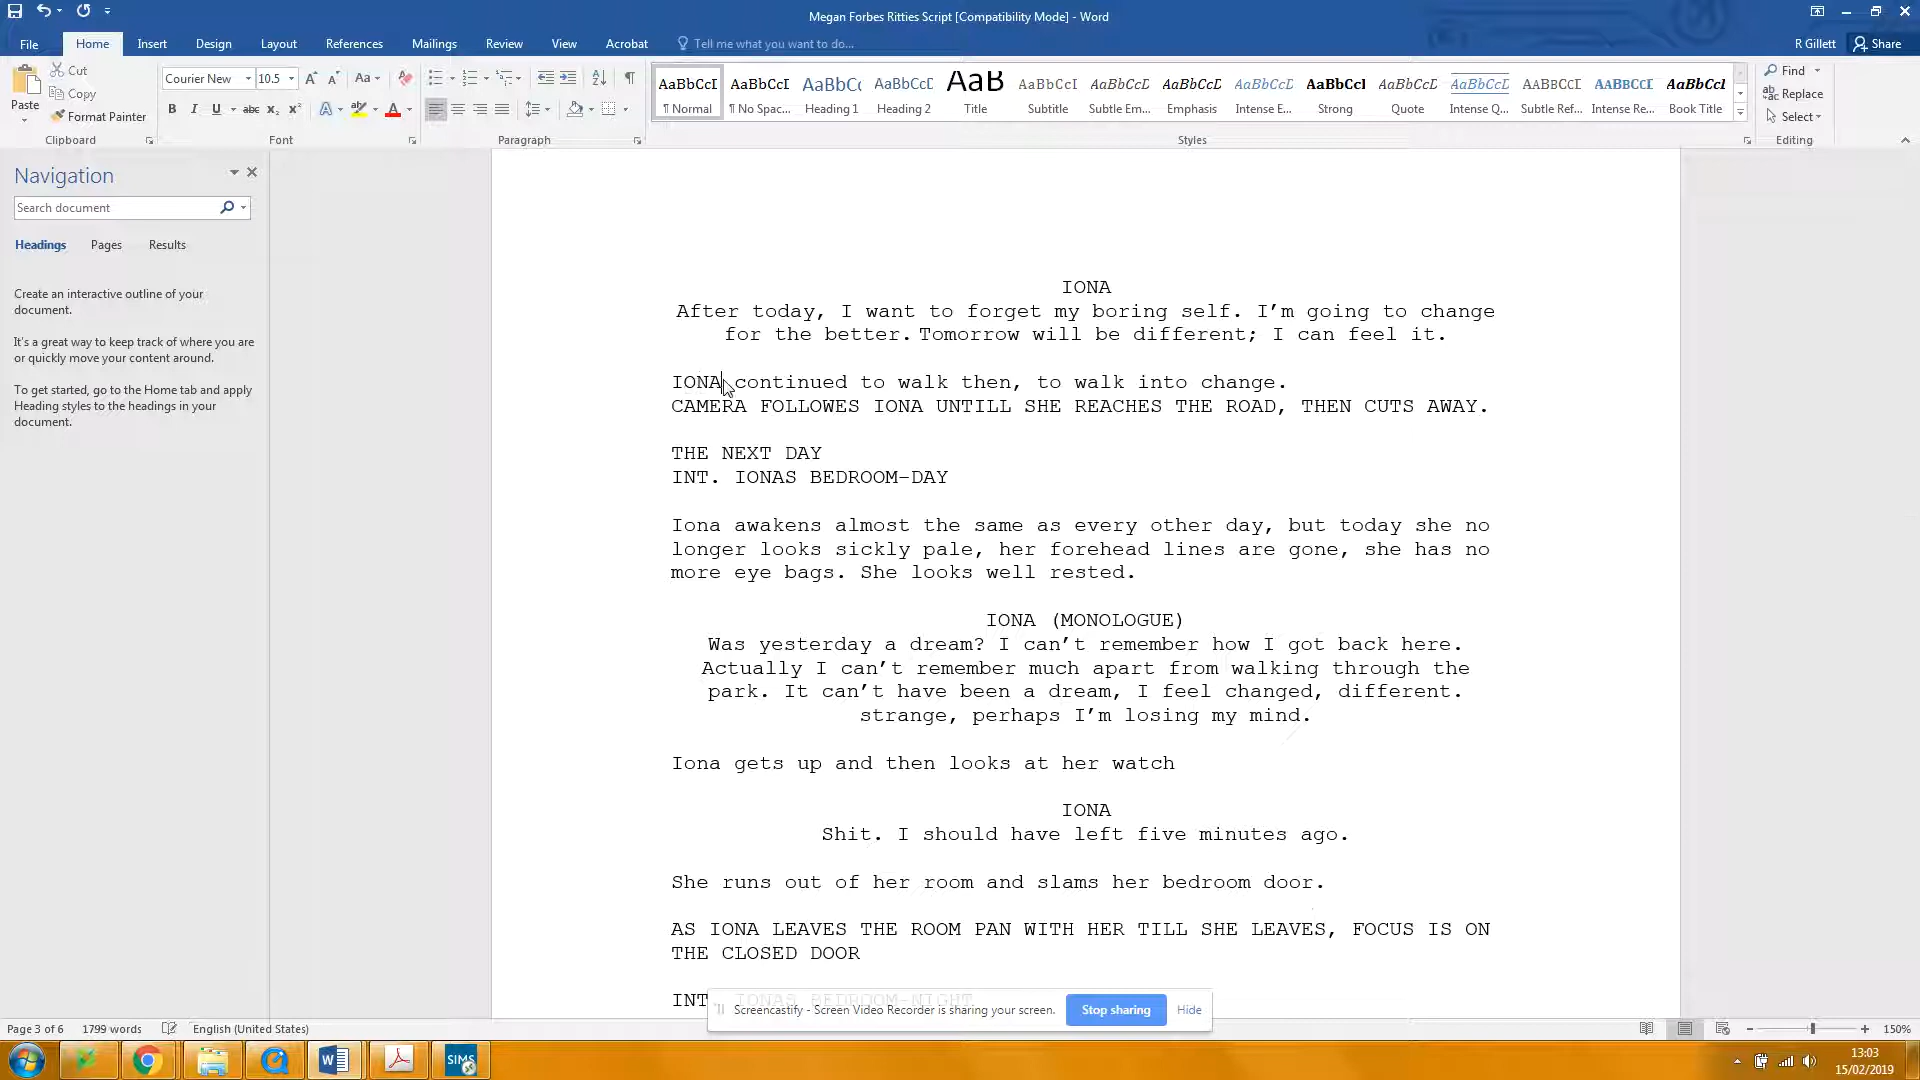 Megan Forbes Ritties Script [Compatibility Mode] - Word
File Home Insert Design Layout References Mailings Review View Acrobat Tell me what you want to do... R Gillett Share
Cut
Copy
Format Painter
Paste
Clipboard
Courier New 10.5
Font
Paragraph
AaBbCcI AaBbCcI AaBbCc AaBbCcD AaB AaBbCcI AaBbCcD AaBbCcD AaBbCcD AaBbCcI AaBbCcD AaBbCcD AABBCCD AABBCCD AaBbCcI
¶ Normal ¶ No Spac... Heading 1 Heading 2 Title Subtitle Subtle Em... Emphasis Intense E... Strong Quote Intense Q... Subtle Ref... Intense Re... Book Title
Styles
Find
Replace
Select
Editing
Navigation
Search document
Headings Pages Results
Create an interactive outline of your
document.
It's a great way to keep track of where you are
or quickly move your content around.
To get started, go to the Home tab and apply
Heading styles to the headings in your
document.
IONA
After today, I want to forget my boring self. I’m going to change
for the better. Tomorrow will be different; I can feel it.
IONA continued to walk then, to walk into change.
CAMERA FOLLOWES IONA UNTILL SHE REACHES THE ROAD, THEN CUTS AWAY.
THE NEXT DAY
INT. IONAS BEDROOM-DAY
Iona awakens almost the same as every other day, but today she no
longer looks sickly pale, her forehead lines are gone, she has no
more eye bags. She looks well rested.
IONA (MONOLOGUE)
Was yesterday a dream? I can’t remember how I got back here.
Actually I can’t remember much apart from walking through the
park. It can’t have been a dream, I feel changed, different.
strange, perhaps I’m losing my mind.
Iona gets up and then looks at her watch
IONA
Shit. I should have left five minutes ago.
She runs out of her room and slams her bedroom door.
AS IONA LEAVES THE ROOM PAN WITH HER TILL SHE LEAVES, FOCUS IS ON
THE CLOSED DOOR
INT. IONAS BEDROOM-NIGHT
Screencastify - Screen Video Recorder is sharing your screen. Stop sharing Hide
Page 3 of 6 1799 words English (United States) 150%
SIMS
13:03
15/02/2019